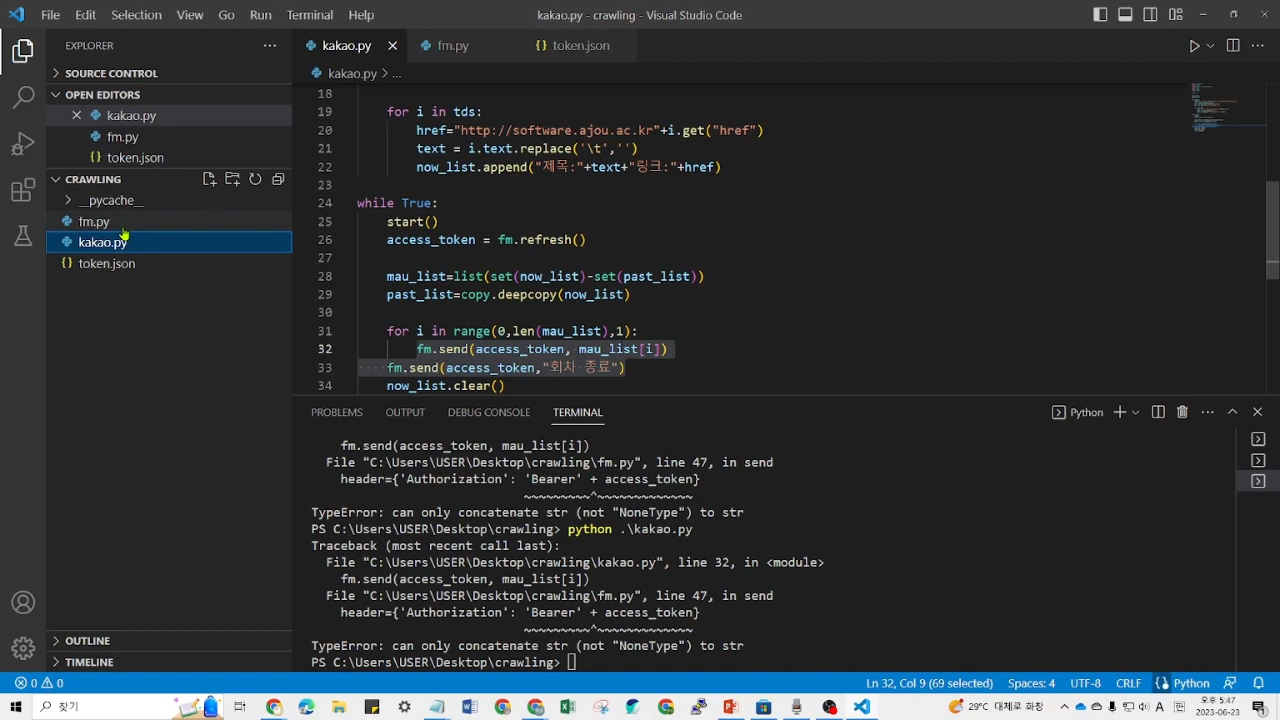 File Edit Selection View Go Run Terminal Help kakao.py - crawling - Visual Studio Code
EXPLORER
SOURCE CONTROL
OPEN EDITORS
kakao.py
fm.py
token.json
CRAWLING
__pycache__
fm.py
kakao.py
token.json
OUTLINE
TIMELINE
kakao.py fm.py token.json
kakao.py > ...
18
19 for i in tds:
20 href="http://software.ajou.ac.kr"+i.get("href")
21 text = i.text.replace('\t','')
22 now_list.append("제목:"+text+"링크:"+href)
23
24 while True:
25 start()
26 access_token = fm.refresh()
27
28 mau_list=list(set(now_list)-set(past_list))
29 past_list=copy.deepcopy(now_list)
30
31 for i in range(0,len(mau_list),1):
32 fm.send(access_token, mau_list[i])
33 fm.send(access_token,"회차 종료")
34 now_list.clear()
PROBLEMS OUTPUT DEBUG CONSOLE TERMINAL Python
fm.send(access_token, mau_list[i])
File "C:\Users\USER\Desktop\crawling\fm.py", line 47, in send
header={'Authorization': 'Bearer' + access_token}
~~~~~~~~~^~~~~~~~~~~~~~
TypeError: can only concatenate str (not "NoneType") to str
PS C:\Users\USER\Desktop\crawling> python .\kakao.py
Traceback (most recent call last):
File "C:\Users\USER\Desktop\crawling\kakao.py", line 32, in <module>
fm.send(access_token, mau_list[i])
File "C:\Users\USER\Desktop\crawling\fm.py", line 47, in send
header={'Authorization': 'Bearer' + access_token}
~~~~~~~~~^~~~~~~~~~~~~~
TypeError: can only concatenate str (not "NoneType") to str
PS C:\Users\USER\Desktop\crawling>
0 0 Ln 32, Col 9 (69 selected) Spaces: 4 UTF-8 CRLF Python
찾기 29°C 대체로 흐림 A 오후 5:47
2023-06-23